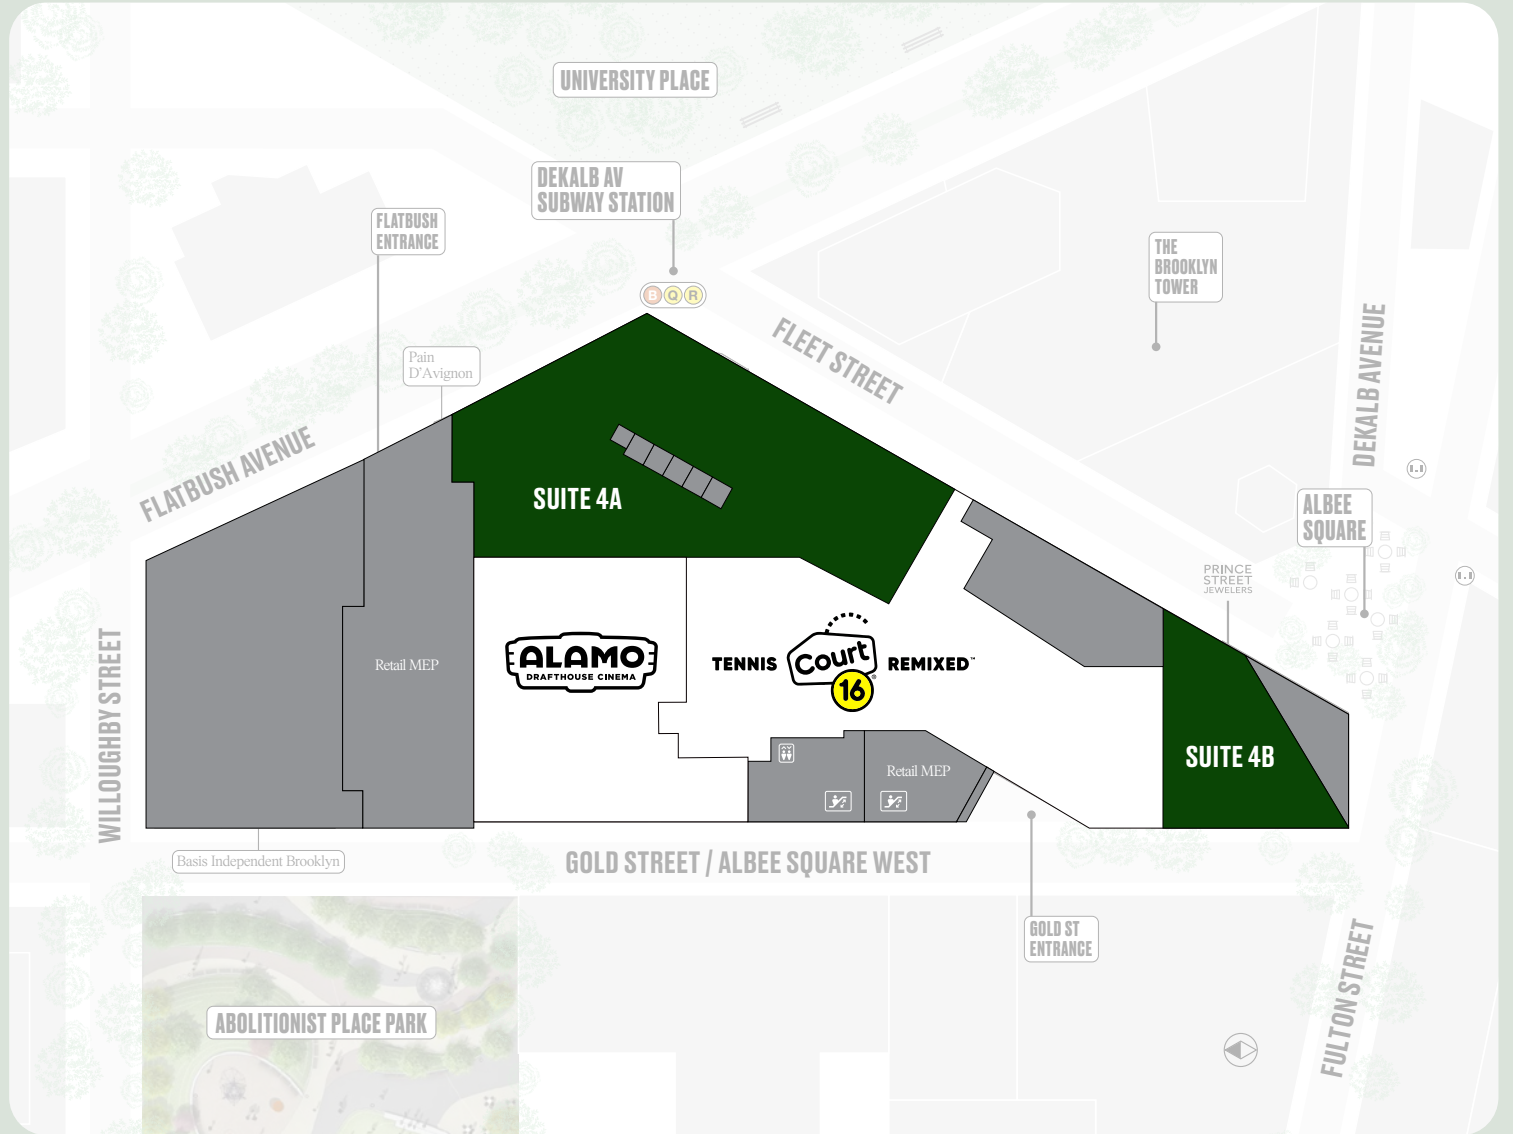 UNIVERSITY PLACE
DEKALB AV
SUBWAY STATION
FLATBUSH
ENTRANCE
THE
BROOKLYN
TOWER
B Q R
FLEET STREET
DEKALB AVENUE
Pain
D'Avignon
FLATBUSH AVENUE
SUITE 4A
ALBEE
SQUARE
PRINCE
STREET
JEWELERS
WILLOUGHBY STREET
Retail MEP
ALAMO
DRAFTHOUSE CINEMA
TENNIS Court REMIXED™
®
16
SUITE 4B
Retail MEP
Basis Independent Brooklyn
GOLD STREET / ALBEE SQUARE WEST
GOLD ST
ENTRANCE
FULTON STREET
ABOLITIONIST PLACE PARK